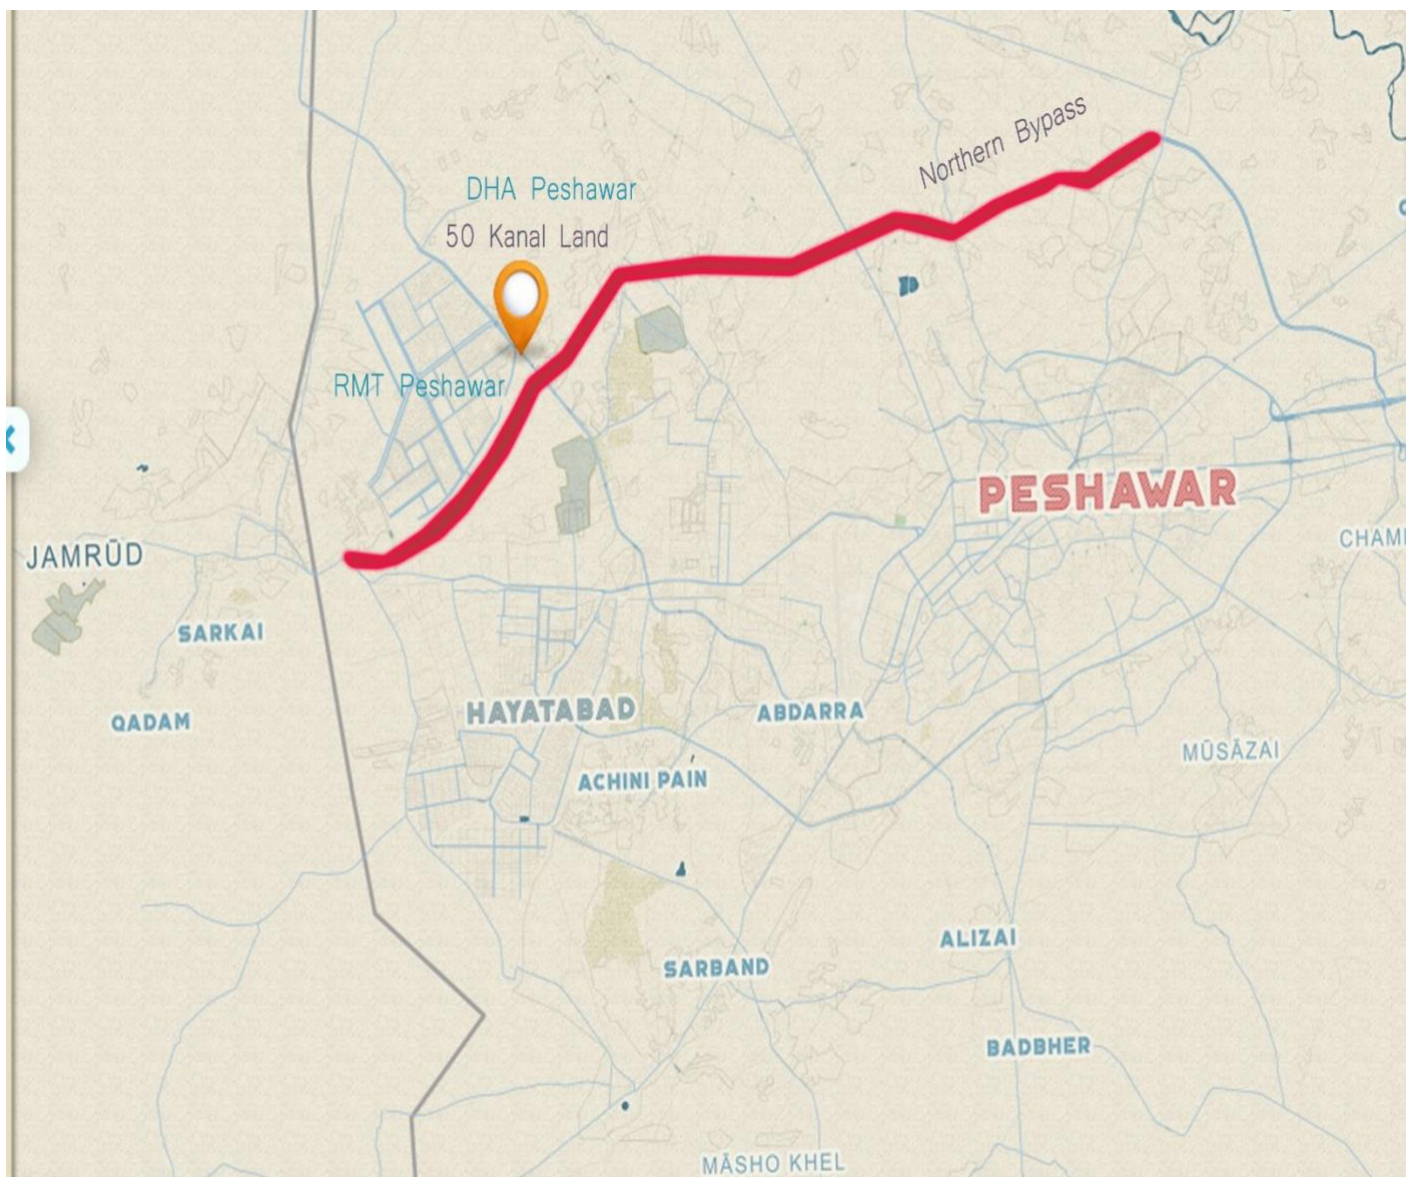 Northern Bypass
DHA Peshawar
50 Kanal Land
RMT Peshawar
PESHAWAR
JAMRŪD
SARKAI
QADAM
HAYATABAD
ABDARRA
ACHINI PAIN
MŪSĀZAI
SARBAND
ALIZAI
BADBHER
MĀSHO KHEL